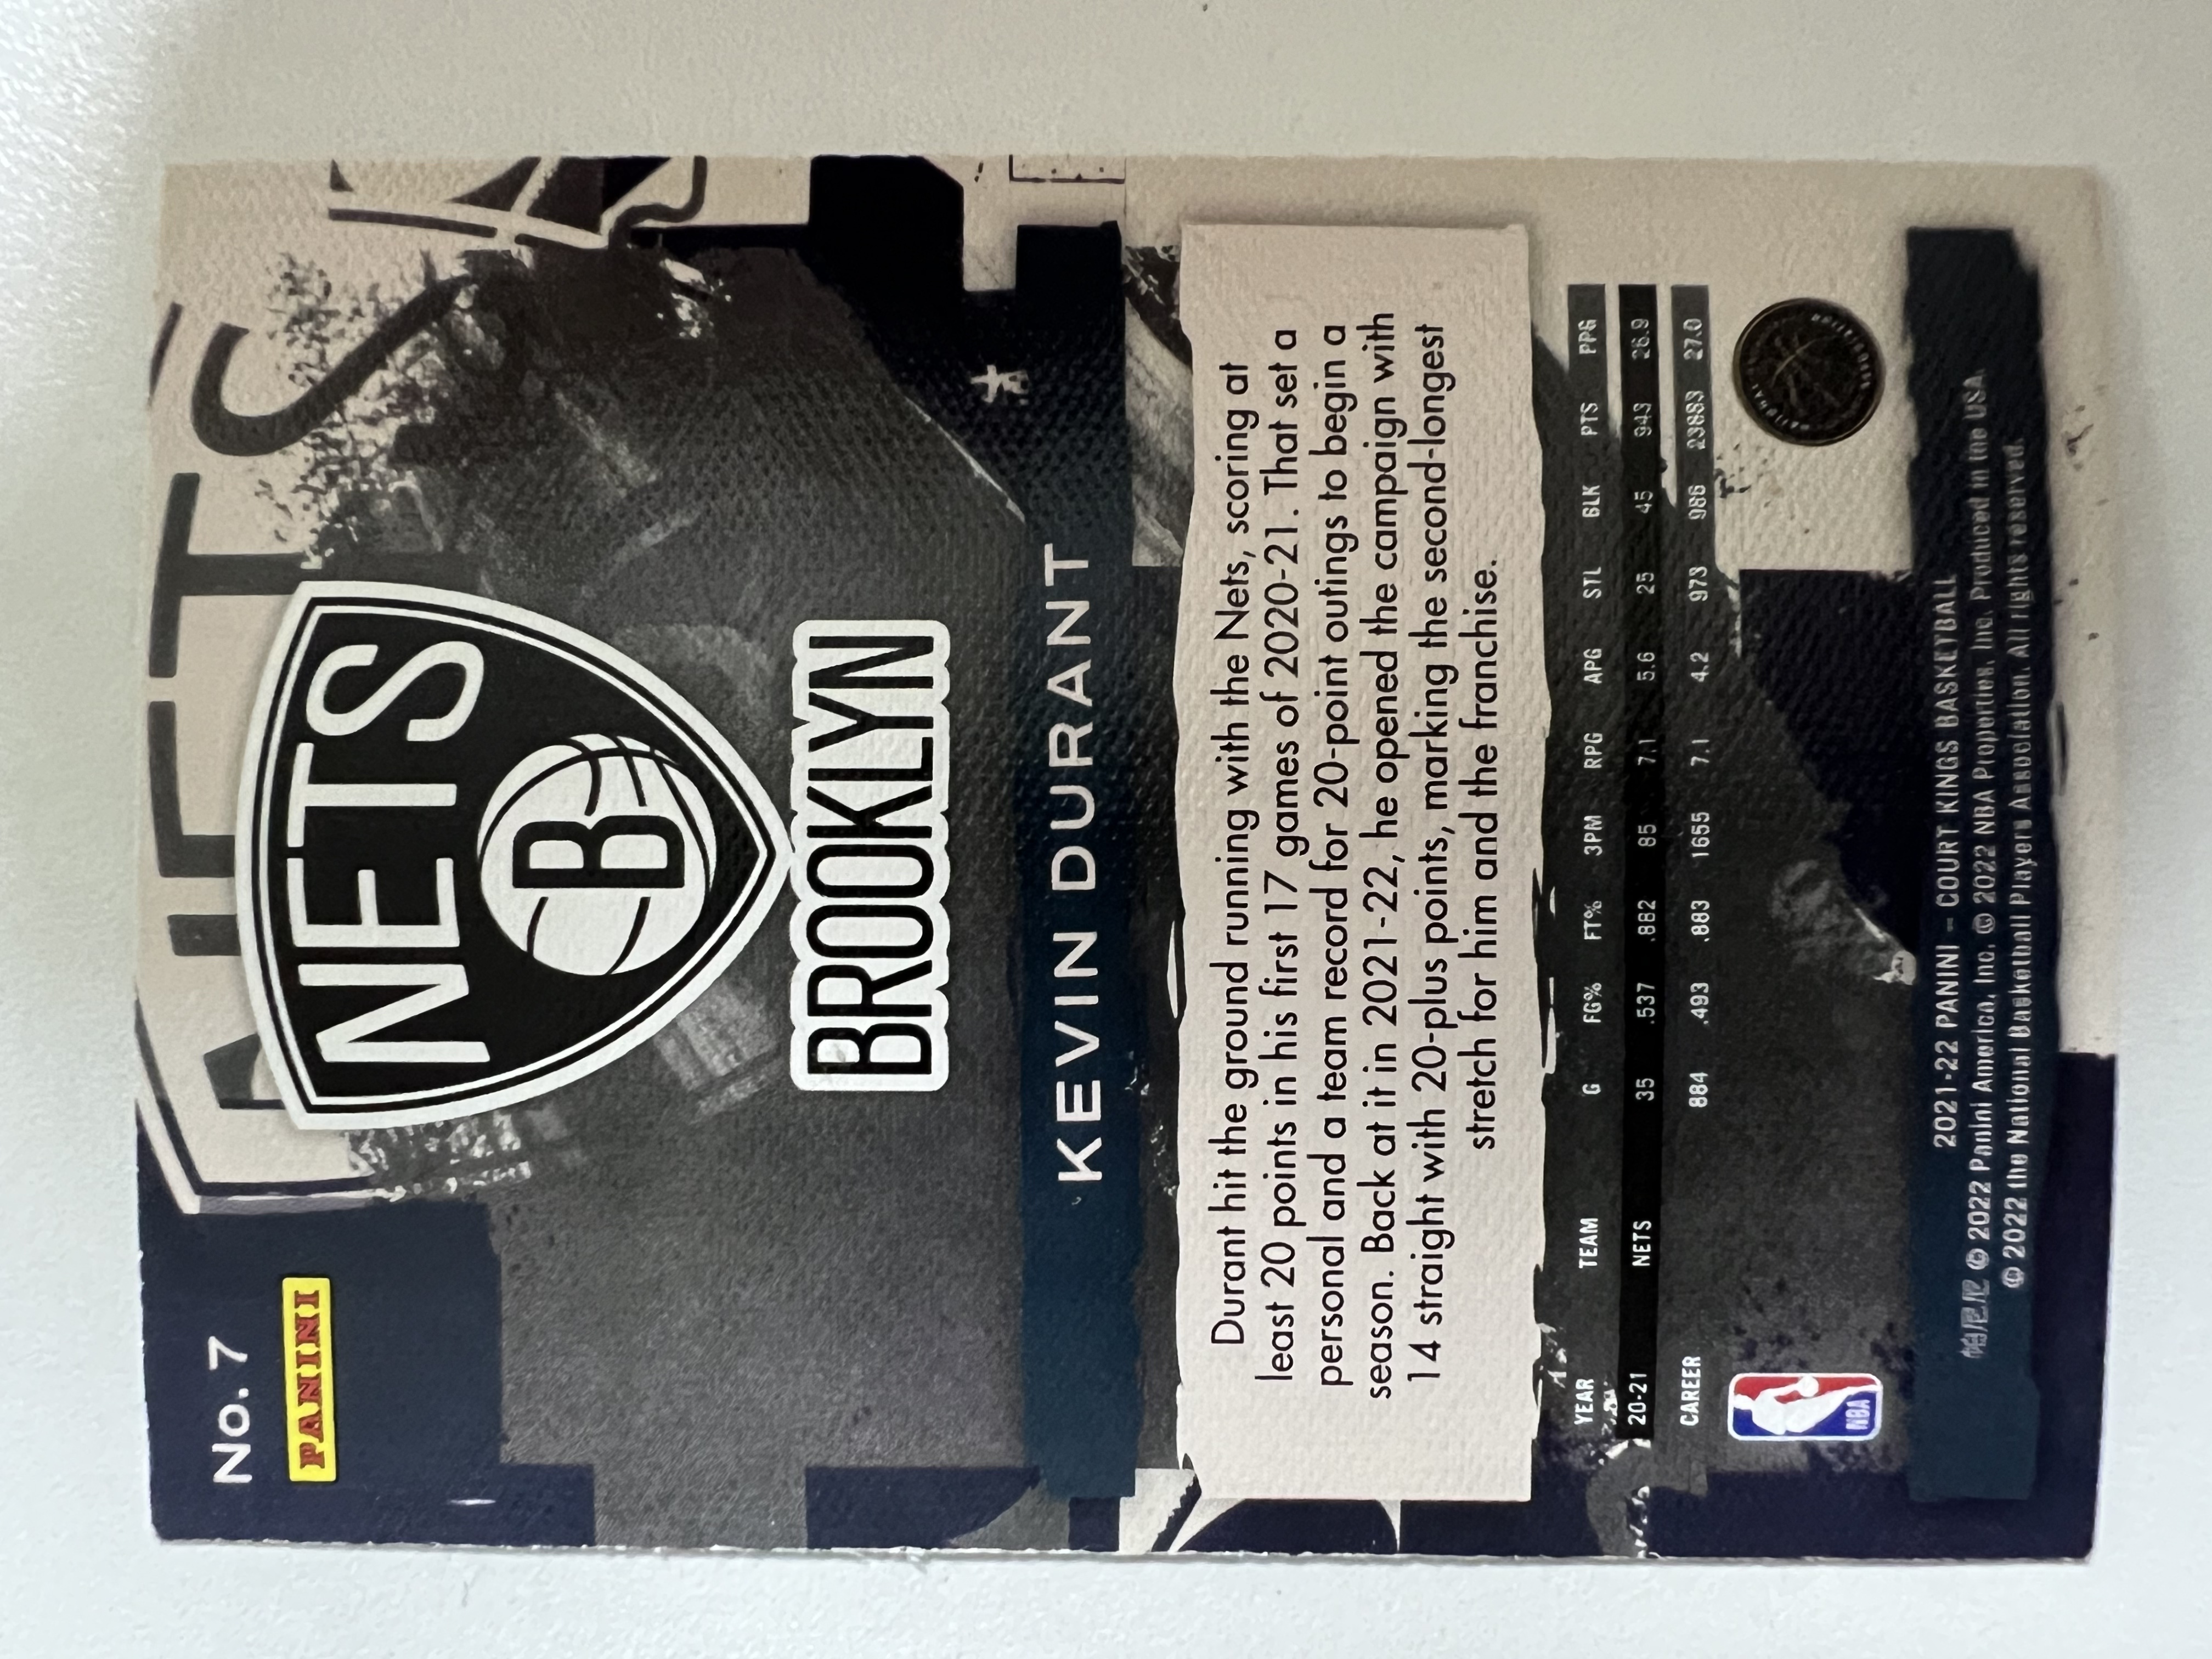 No. 7
PANINI
NETS
NETS
B
BROOKLYN
KEVIN DURANT
Durant hit the ground running with the Nets, scoring at
least 20 points in his first 17 games of 2020-21. That set a
personal and a team record for 20-point outings to begin a
season. Back at it in 2021-22, he opened the campaign with
14 straight with 20-plus points, marking the second-longest
stretch for him and the franchise.
YEAR TEAM G FG% FT% 3PM RPG APG STL BLK PTS PPG
20-21 NETS 35 .537 .882 85 7.1 5.6 25 45 943 26.9
CAREER 884 .493 .883 1655 7.1 4.2 973 986 23883 27.0
NBA
2021-22 PANINI – COURT KINGS BASKETBALL
帕尼尼 © 2022 Panini America, Inc. © 2022 NBA Properties, Inc. Produced in the USA.
© 2022 the National Basketball Players Association. All rights reserved.